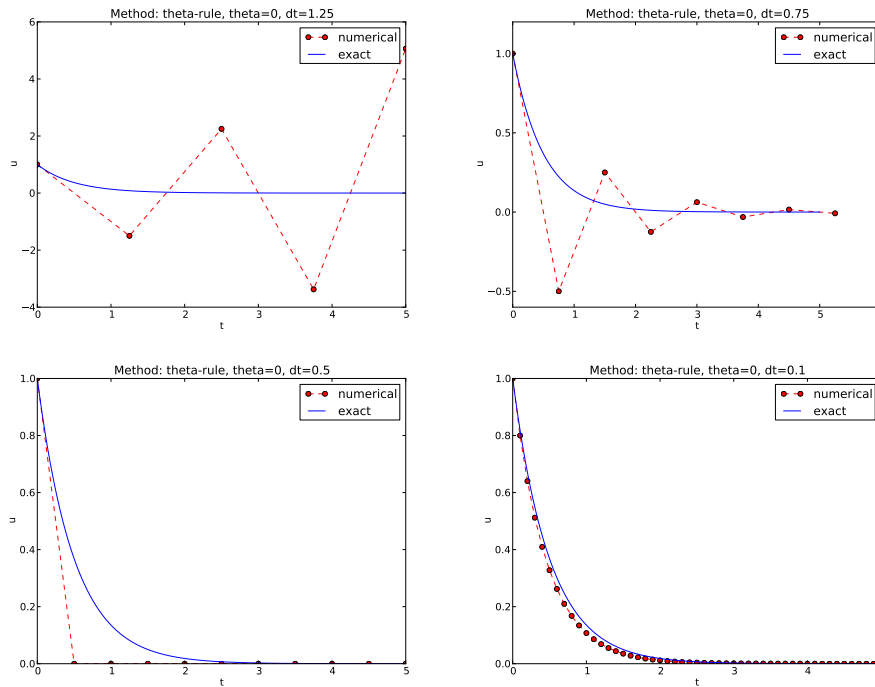 Method: theta-rule, theta=0, dt=1.25
numerical
exact
6
4
2
0
−2
−4
u
0 1 2 3 4 5
t
Method: theta-rule, theta=0, dt=0.75
numerical
exact
1.0
0.5
0.0
−0.5
u
0 1 2 3 4 5
t
Method: theta-rule, theta=0, dt=0.5
numerical
exact
1.0
0.8
0.6
0.4
0.2
0.0
u
0 1 2 3 4 5
t
Method: theta-rule, theta=0, dt=0.1
numerical
exact
1.0
0.8
0.6
0.4
0.2
0.0
u
0 1 2 3 4
t